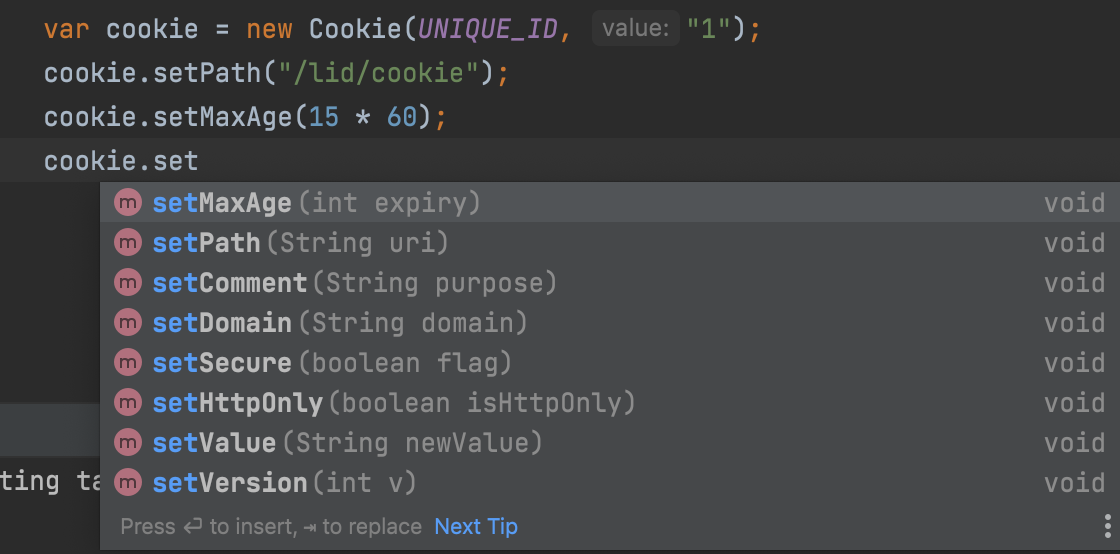 var cookie = new Cookie(UNIQUE_ID, value: "1");
cookie.setPath("/lid/cookie");
cookie.setMaxAge(15 * 60);
cookie.set
m setMaxAge(int expiry) void
m setPath(String uri) void
m setComment(String purpose) void
m setDomain(String domain) void
m setSecure(boolean flag) void
m setHttpOnly(boolean isHttpOnly) void
m setValue(String newValue) void
m setVersion(int v) void
ting ta
Press ↵ to insert, ⇥ to replace Next Tip